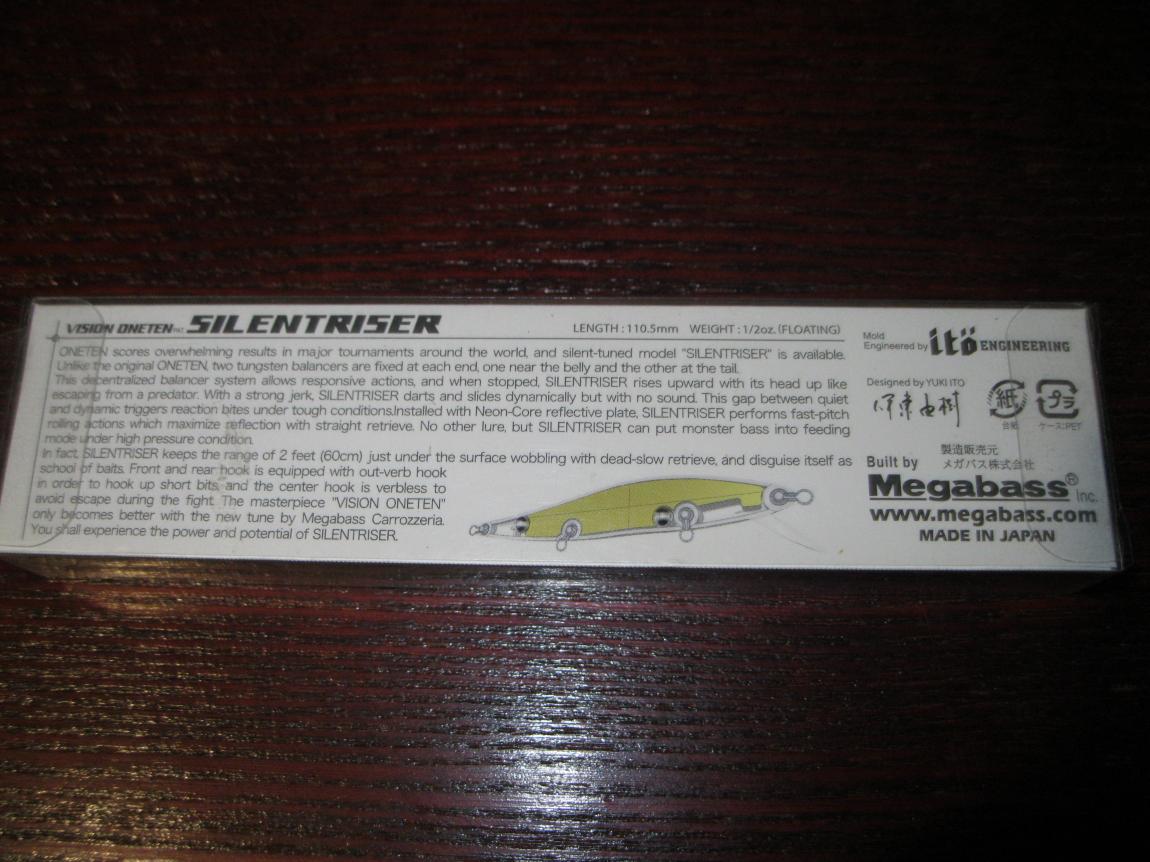 VISION ONETEN PAT. SILENTRISER
LENGTH : 110.5mm WEIGHT : 1/2oz. (FLOATING)
ONETEN scores overwhelming results in major tournaments around the world, and silent-tuned model "SILENTRISER" is available.
Unlike the original ONETEN, two tungsten balancers are fixed at each end, one near the belly and the other at the tail.
This decentralized balancer system allows responsive actions, and when stopped, SILENTRISER rises upward with its head up like
escaping from a predator. With a strong jerk, SILENTRISER darts and slides dynamically but with no sound. This gap between quiet
and dynamic triggers reaction bites under tough conditions.Installed with Neon-Core reflective plate, SILENTRISER performs fast-pitch
rolling actions which maximize reflection with straight retrieve. No other lure, but SILENTRISER can put monster bass into feeding
mode under high pressure condition.
In fact, SILENTRISER keeps the range of 2 feet (60cm) just under the surface wobbling with dead-slow retrieve, and disguise itself as
school of baits. Front and rear hook is equipped with out-verb hook
in order to hook up short bits, and the center hook is verbless to
avoid escape during the fight. The masterpiece "VISION ONETEN"
only becomes better with the new tune by Megabass Carrozzeria.
You shall experience the power and potential of SILENTRISER.
Mold
Engineered by itö ENGINEERING
Designed by YUKI ITO
伊東由樹
紙
台紙
プラ
ケース:PET
製造販売元
Built by メガバス株式会社
Megabass® Inc.
www.megabass.com
MADE IN JAPAN